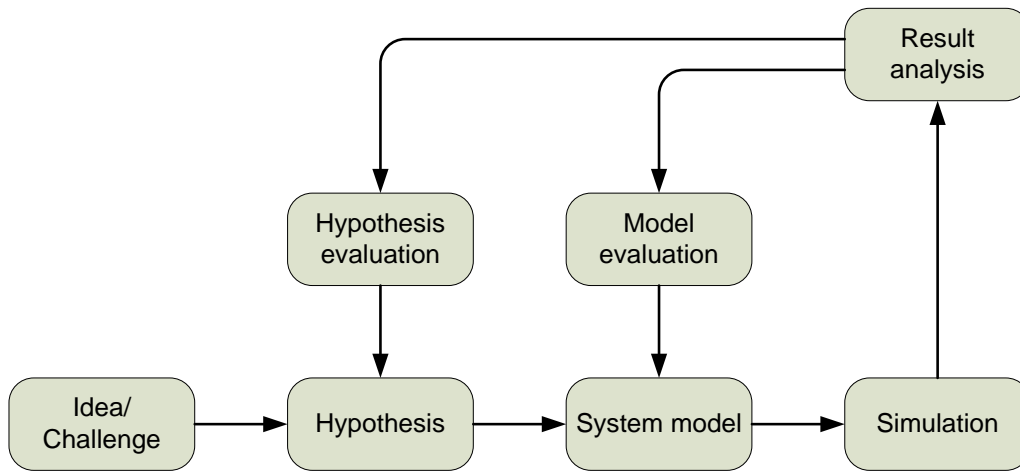 Result
analysis
Hypothesis
evaluation
Model
evaluation
Idea/
Challenge
Hypothesis
System model
Simulation